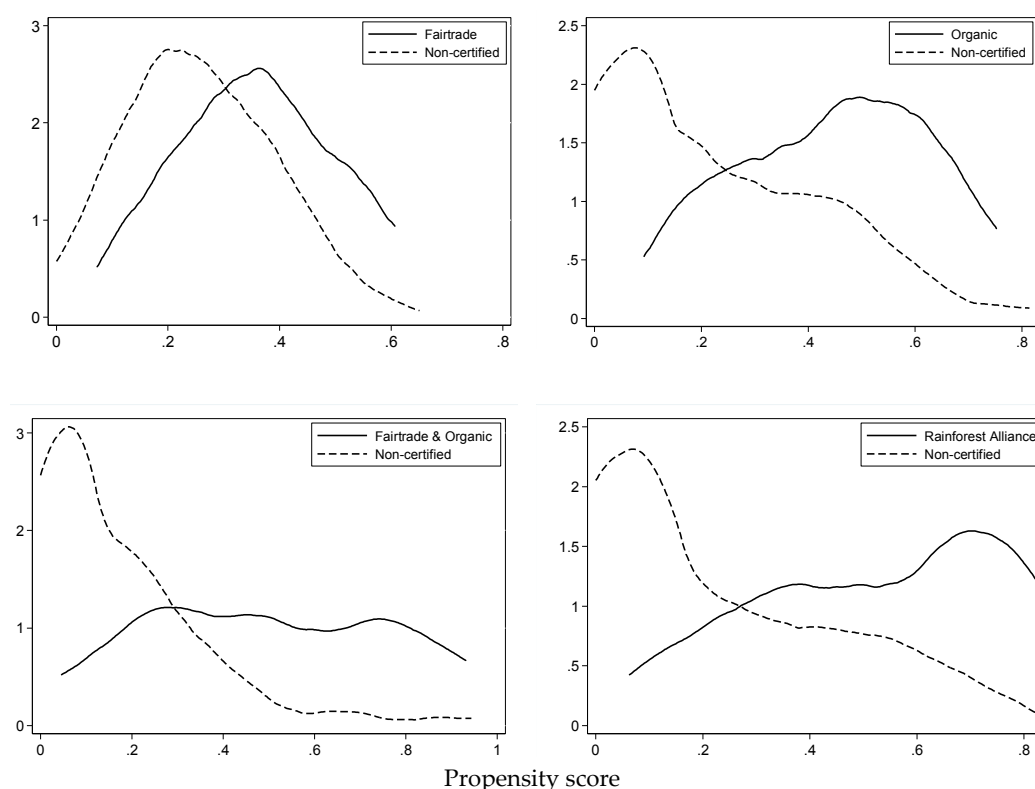 Fairtrade
Non-certified
3
2
1
0
0 .2 .4 .6 .8
Organic
Non-certified
2.5
2
1.5
1
.5
0
0 .2 .4 .6 .8
Fairtrade & Organic
Non-certified
3
2
1
0
0 .2 .4 .6 .8 1
Rainforest Alliance
Non-certified
2.5
2
1.5
1
.5
0
0 .2 .4 .6 .8
Propensity score